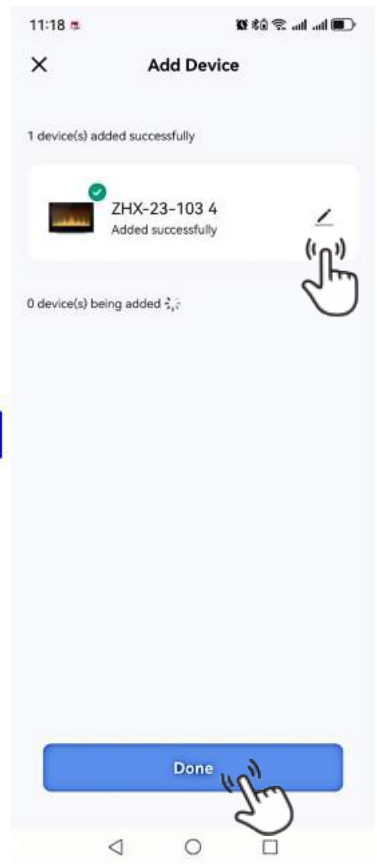 11:18
Add Device
1 device(s) added successfully
ZHX-23-103 4
Added successfully
0 device(s) being added
Done